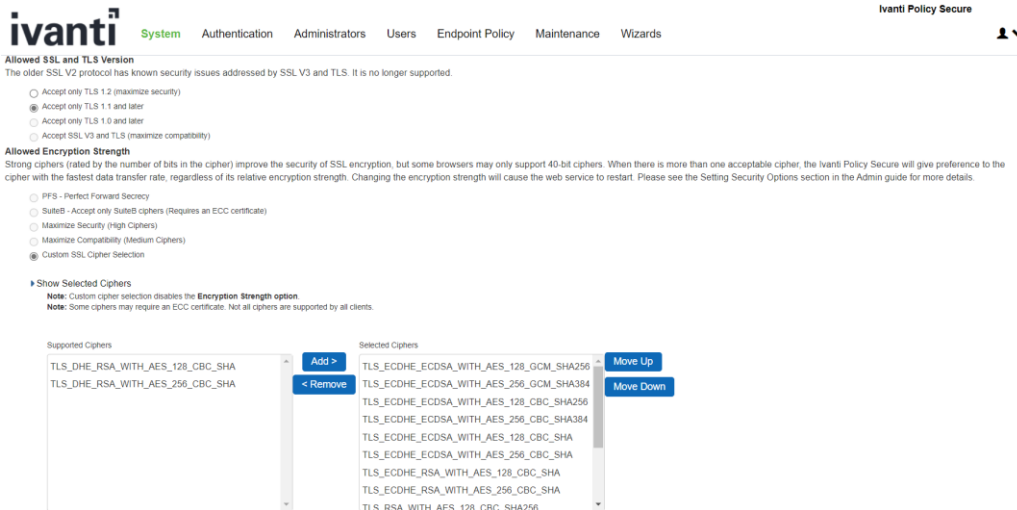 Ivanti Policy Secure
ivanti
System Authentication Administrators Users Endpoint Policy Maintenance Wizards
Allowed SSL and TLS Version
The older SSL V2 protocol has known security issues addressed by SSL V3 and TLS. It is no longer supported.
Accept only TLS 1.2 (maximize security)
Accept only TLS 1.1 and later
Accept only TLS 1.0 and later
Accept SSL V3 and TLS (maximize compatibility)
Allowed Encryption Strength
Strong ciphers (rated by the number of bits in the cipher) improve the security of SSL encryption, but some browsers may only support 40-bit ciphers. When there is more than one acceptable cipher, the Ivanti Policy Secure will give preference to the
cipher with the fastest data transfer rate, regardless of its relative encryption strength. Changing the encryption strength will cause the web service to restart. Please see the Setting Security Options section in the Admin guide for more details.
PFS - Perfect Forward Secrecy
SuiteB - Accept only SuiteB ciphers (Requires an ECC certificate)
Maximize Security (High Ciphers)
Maximize Compatibility (Medium Ciphers)
Custom SSL Cipher Selection
Show Selected Ciphers
Note: Custom cipher selection disables the Encryption Strength option.
Note: Some ciphers may require an ECC certificate. Not all ciphers are supported by all clients.
Supported Ciphers
TLS_DHE_RSA_WITH_AES_128_CBC_SHA
TLS_DHE_RSA_WITH_AES_256_CBC_SHA
Add >
< Remove
Selected Ciphers
TLS_ECDHE_ECDSA_WITH_AES_128_GCM_SHA256
TLS_ECDHE_ECDSA_WITH_AES_256_GCM_SHA384
TLS_ECDHE_ECDSA_WITH_AES_128_CBC_SHA256
TLS_ECDHE_ECDSA_WITH_AES_256_CBC_SHA384
TLS_ECDHE_ECDSA_WITH_AES_128_CBC_SHA
TLS_ECDHE_ECDSA_WITH_AES_256_CBC_SHA
TLS_ECDHE_RSA_WITH_AES_128_CBC_SHA
TLS_ECDHE_RSA_WITH_AES_256_CBC_SHA
TLS_RSA_WITH_AES_128_CBC_SHA256
Move Up
Move Down